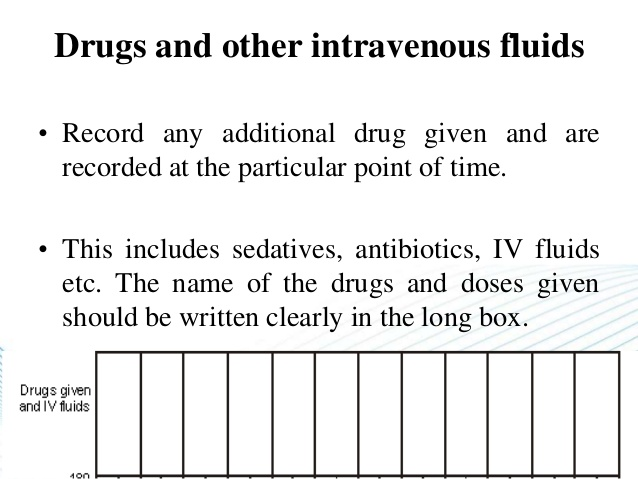 Drugs and other intravenous fluids
• Record any additional drug given and are
recorded at the particular point of time.
• This includes sedatives, antibiotics, IV fluids
etc. The name of the drugs and doses given
should be written clearly in the long box.
Drugs given
and IV fluids
180